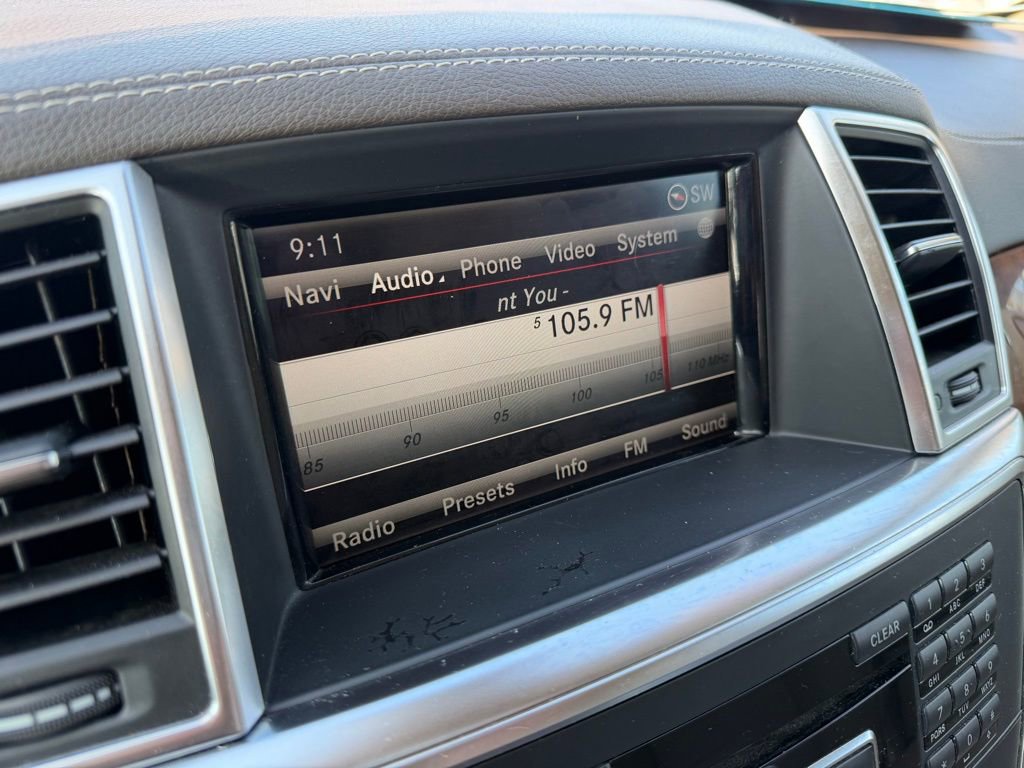 SW
9:11
Navi Audio Phone Video System
nt You -
5 105.9 FM
85 90 95 100 105 110 MHz
Radio Presets Info FM Sound
CLEAR
1 2 ABC 3 DEF
4 GHI 5 JKL 6 MNO
7 PQRS 8 TUV 9 WXYZ
* 0 #